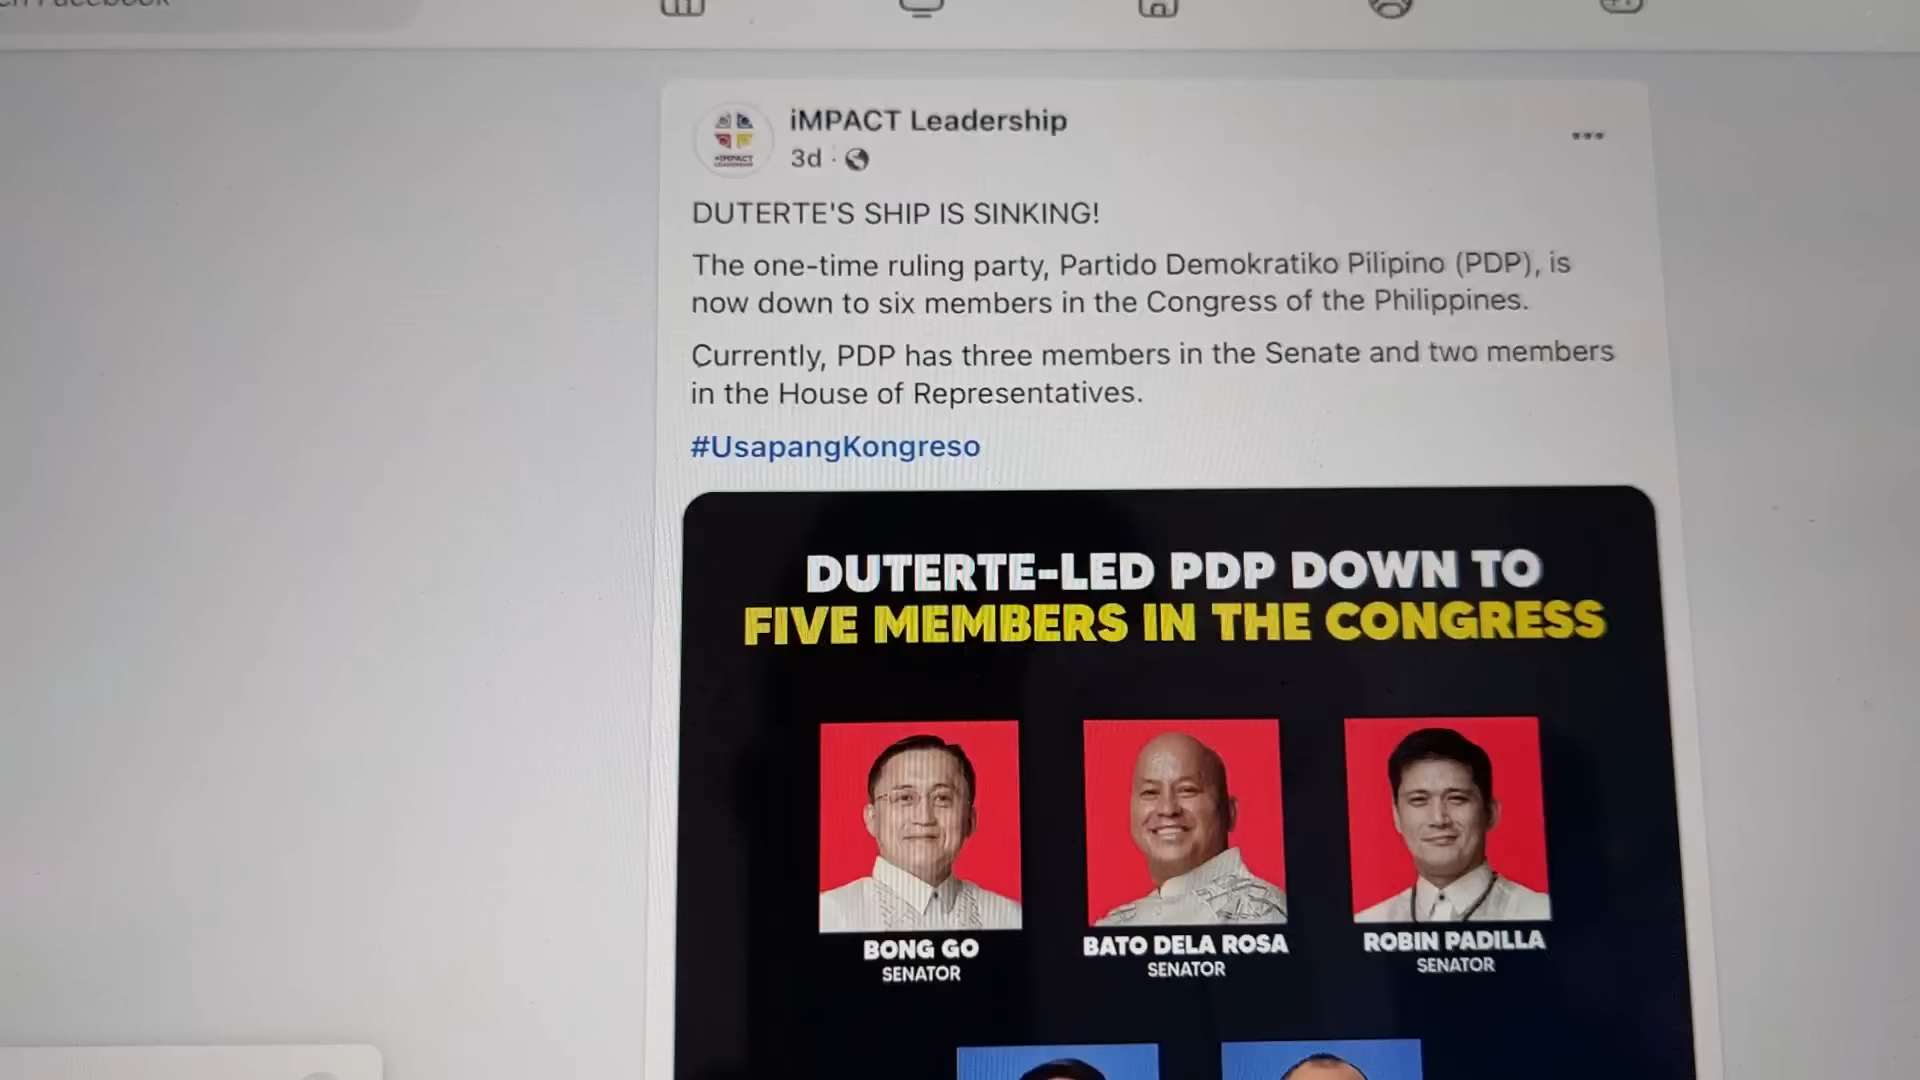 iMPACT Leadership
3d ·
DUTERTE'S SHIP IS SINKING!
The one-time ruling party, Partido Demokratiko Pilipino (PDP), is
now down to six members in the Congress of the Philippines.
Currently, PDP has three members in the Senate and two members
in the House of Representatives.
#UsapangKongreso
DUTERTE-LED PDP DOWN TO
FIVE MEMBERS IN THE CONGRESS
BONG GO
SENATOR
BATO DELA ROSA
SENATOR
ROBIN PADILLA
SENATOR